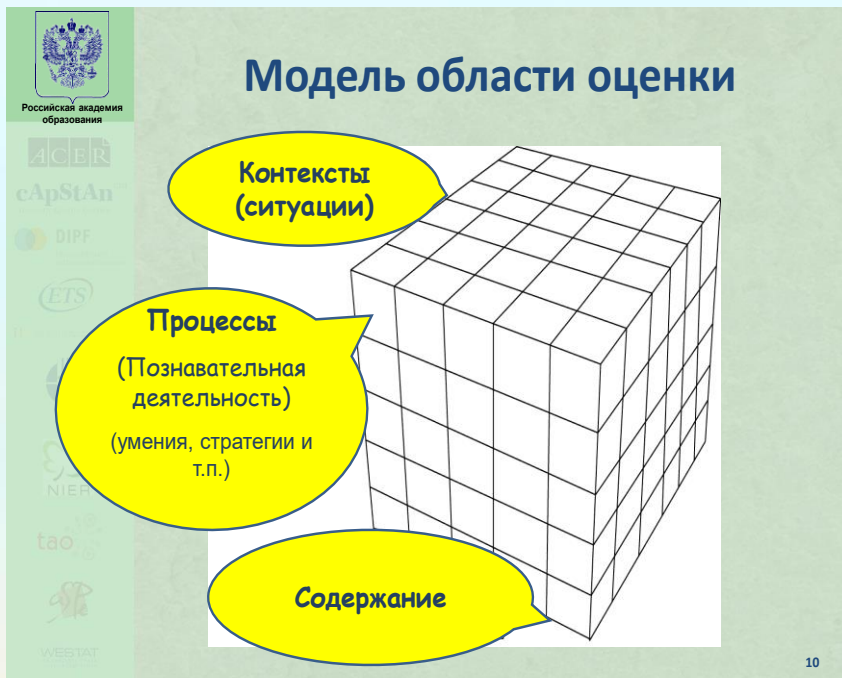 Российская академия
образования
Модель области оценки
ACER
cApStAn
DIPF
ETS
Контексты
(ситуации)
Процессы
(Познавательная
деятельность)
(умения, стратегии и
т.п.)
NIER
tao
Содержание
WESTAT
10